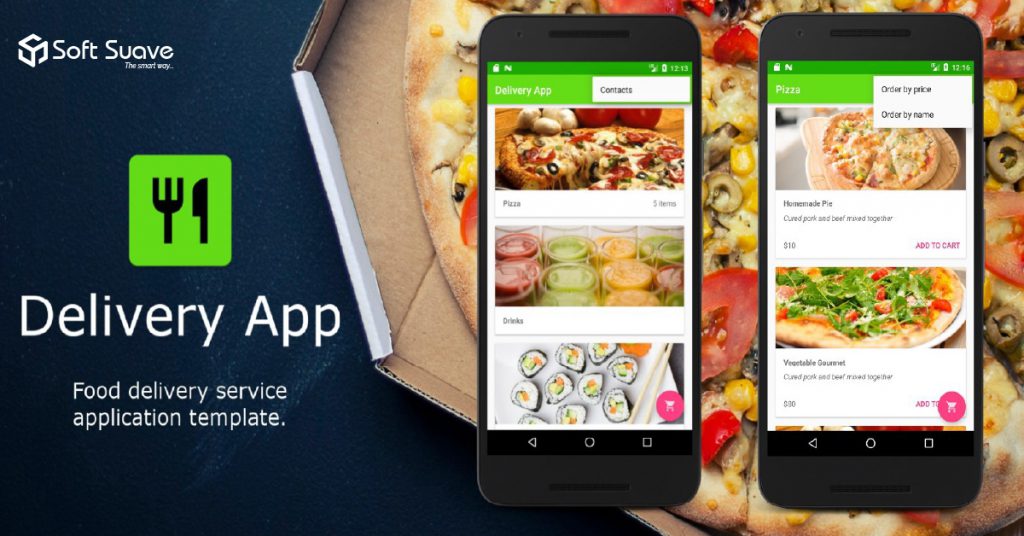 Soft Suave
The smart way...
Delivery App
Food delivery service
application template.
12:13
Delivery App
Contacts
Pizza
5 items
Drinks
12:16
Pizza
Order by price
Order by name
Homemade Pie
Cured pork and beef mixed together
$10
ADD TO CART
Vegetable Gourmet
Cured pork and beef mixed together
ADD TO